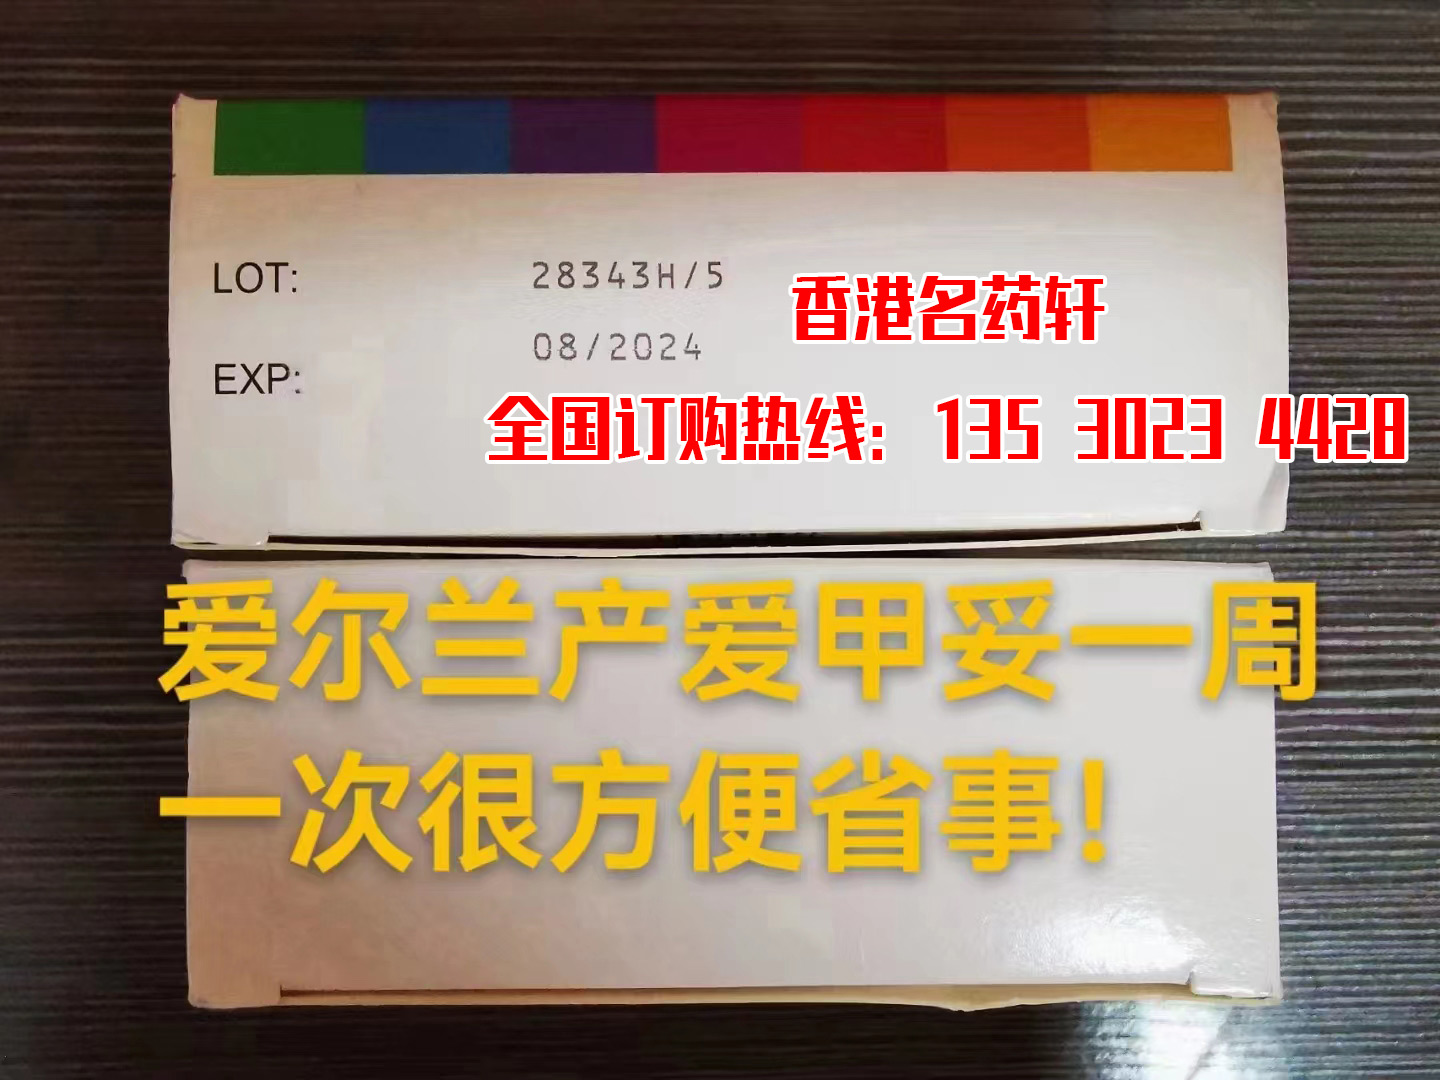 LOT: 28343H/5
香港名药轩
EXP: 08/2024
全国订购热线: 135 3023 4428
爱尔兰产爱甲妥一周
一次很方便省事!